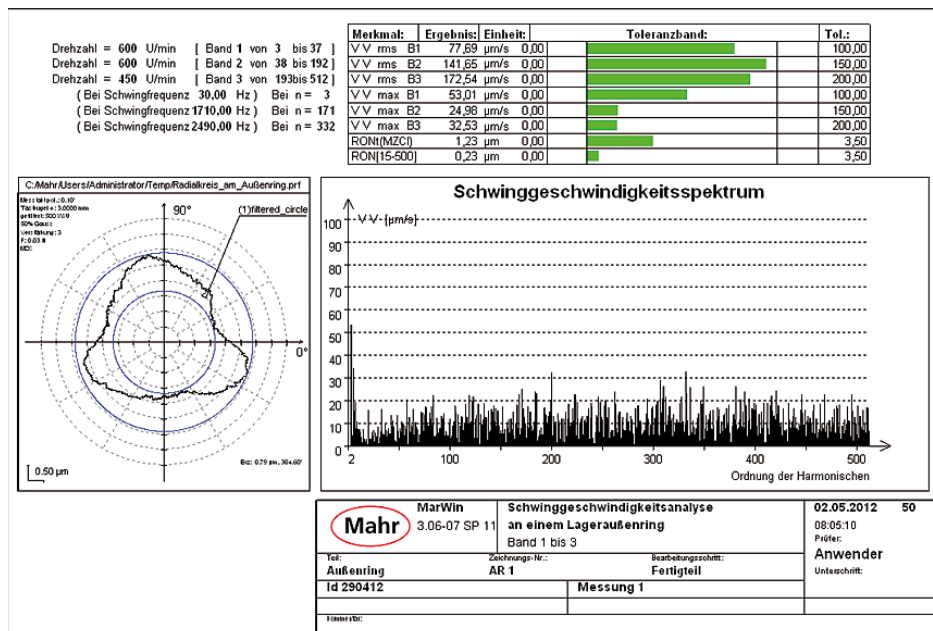 Drehzahl = 600 U/min [ Band 1 von 3 bis 37 ]
Drehzahl = 600 U/min [ Band 2 von 38 bis 192 ]
Drehzahl = 450 U/min [ Band 3 von 193bis 512 ]
( Bei Schwingfrequenz 30,00 Hz ) Bei n = 3
( Bei Schwingfrequenz 1710,00 Hz ) Bei n = 171
( Bei Schwingfrequenz 2490,00 Hz ) Bei n = 332
Merkmal: Ergebnis: Einheit: Toleranzband: Tol.:
V V rms B1 77,69 µm/s 0,00 100,00
V V rms B2 141,65 µm/s 0,00 150,00
V V rms B3 172,54 µm/s 0,00 200,00
V V max B1 53,01 µm/s 0,00 100,00
V V max B2 24,98 µm/s 0,00 150,00
V V max B3 32,53 µm/s 0,00 200,00
RONt(MZCI) 1,23 µm 0,00 3,50
RON[15-500] 0,23 µm 0,00 3,50
C:/Mahr/Users/Administrator/Temp/Radialkreis_am_Außenring.prf
50% Gauss
Verstärkung: 3
90°
(1)filtered_circle
0°
0.50 µm
Schwinggeschwindigkeitsspektrum
V V [µm/s]
100
90
80
70
60
50
40
30
20
10
0
2 100 200 300 400 500
Ordnung der Harmonischen
Mahr
MarWin
3.06-07 SP 11
Schwinggeschwindigkeitsanalyse
an einem Lageraußenring
Band 1 bis 3
02.05.2012 50
08:05:10
Prüfer:
Anwender
Unterschrift:
Teil: Zeichnungs-Nr.: Bearbeitungsschritt:
Außenring AR 1 Fertigteil
Id 290412 Messung 1
Kommentar: